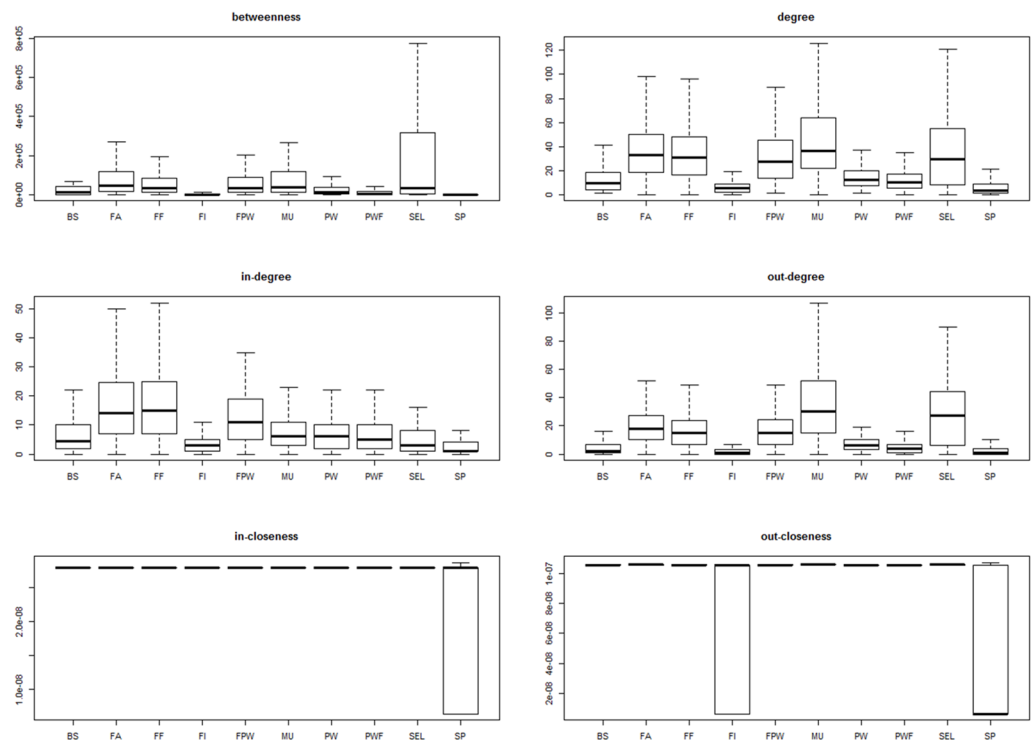 betweenness
8e+05
6e+05
4e+05
2e+05
0e+00
BS FA FF FI FPW MU PW PWF SEL SP
degree
120
100
80
60
40
20
0
BS FA FF FI FPW MU PW PWF SEL SP
in-degree
50
40
30
20
10
0
BS FA FF FI FPW MU PW PWF SEL SP
out-degree
100
80
60
40
20
0
BS FA FF FI FPW MU PW PWF SEL SP
in-closeness
2.0e-08
1.0e-08
BS FA FF FI FPW MU PW PWF SEL SP
out-closeness
1e-07
8e-08
6e-08
4e-08
2e-08
BS FA FF FI FPW MU PW PWF SEL SP